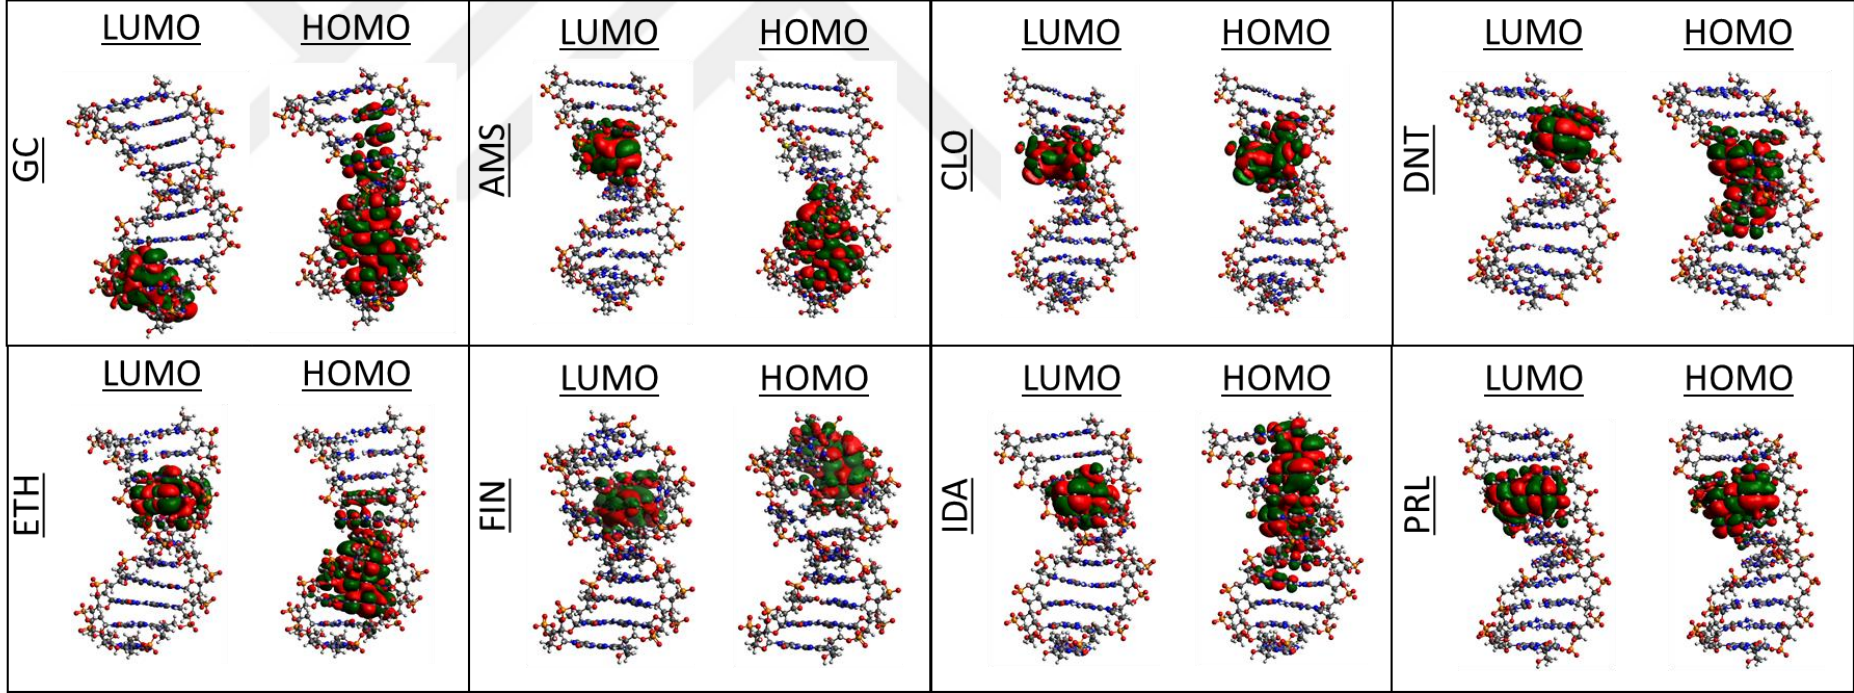 LUMO HOMO
GC
LUMO HOMO
AMS
LUMO HOMO
CLO
LUMO HOMO
DNT
LUMO HOMO
ETH
LUMO HOMO
FIN
LUMO HOMO
IDA
LUMO HOMO
PRL